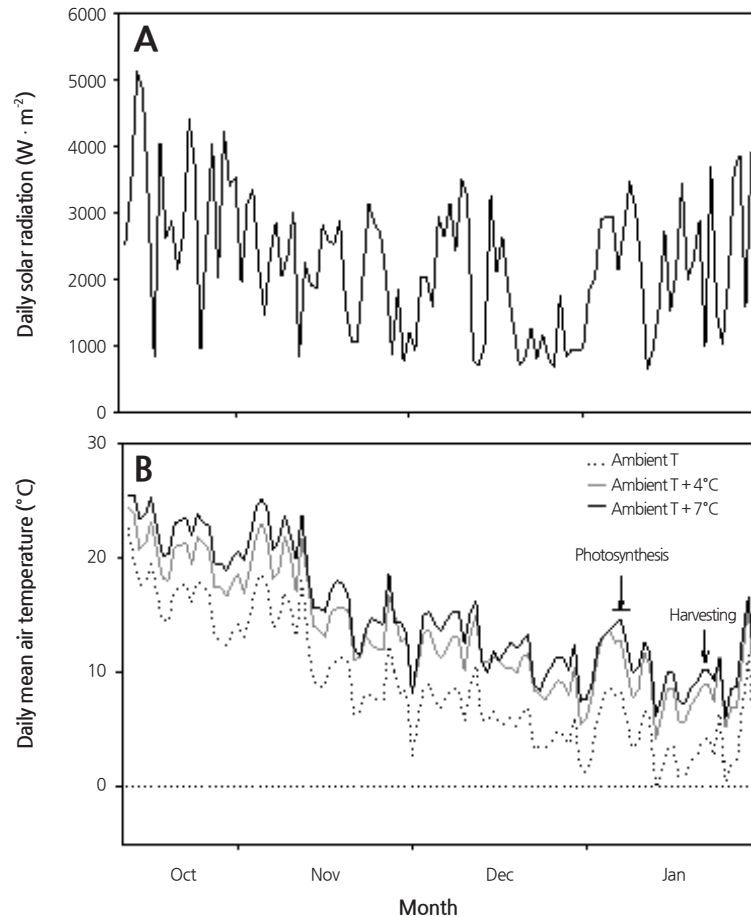 A
6000
5000
4000
3000
2000
1000
0
Daily solar radiation (W · m⁻²)
B
30
20
10
0
Daily mean air temperature (˚C)
Ambient T
Ambient T + 4˚C
Ambient T + 7˚C
Photosynthesis
Harvesting
Oct Nov Dec Jan
Month